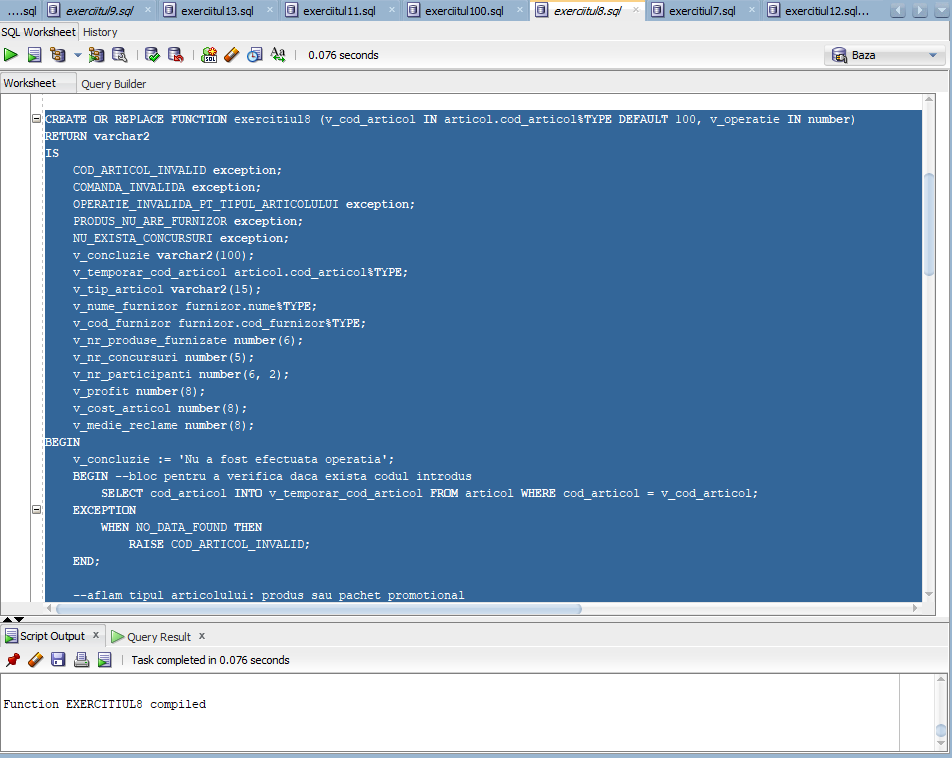 ....sql exercitiul9.sql exerciitul13.sql exerciitul11.sql exerciitul100.sql exerciitul8.sql exercitiul7.sql exercitiul12.sql...
SQL Worksheet History
0.076 seconds Baza
Worksheet Query Builder
CREATE OR REPLACE FUNCTION exercitiul8 (v_cod_articol IN articol.cod_articol%TYPE DEFAULT 100, v_operatie IN number)
RETURN varchar2
IS
COD_ARTICOL_INVALID exception;
COMANDA_INVALIDA exception;
OPERATIE_INVALIDA_PT_TIPUL_ARTICOLULUI exception;
PRODUS_NU_ARE_FURNIZOR exception;
NU_EXISTA_CONCURSURI exception;
v_concluzie varchar2(100);
v_temporar_cod_articol articol.cod_articol%TYPE;
v_tip_articol varchar2(15);
v_nume_furnizor furnizor.nume%TYPE;
v_cod_furnizor furnizor.cod_furnizor%TYPE;
v_nr_produse_furnizate number(6);
v_nr_concursuri number(5);
v_nr_participanti number(6, 2);
v_profit number(8);
v_cost_articol number(8);
v_medie_reclame number(8);
BEGIN
v_concluzie := 'Nu a fost efectuata operatia';
BEGIN --bloc pentru a verifica daca exista codul introdus
SELECT cod_articol INTO v_temporar_cod_articol FROM articol WHERE cod_articol = v_cod_articol;
EXCEPTION
WHEN NO_DATA_FOUND THEN
RAISE COD_ARTICOL_INVALID;
END;
--aflam tipul articolului: produs sau pachet promotional
Script Output x Query Result x
Task completed in 0.076 seconds
Function EXERCITIUL8 compiled